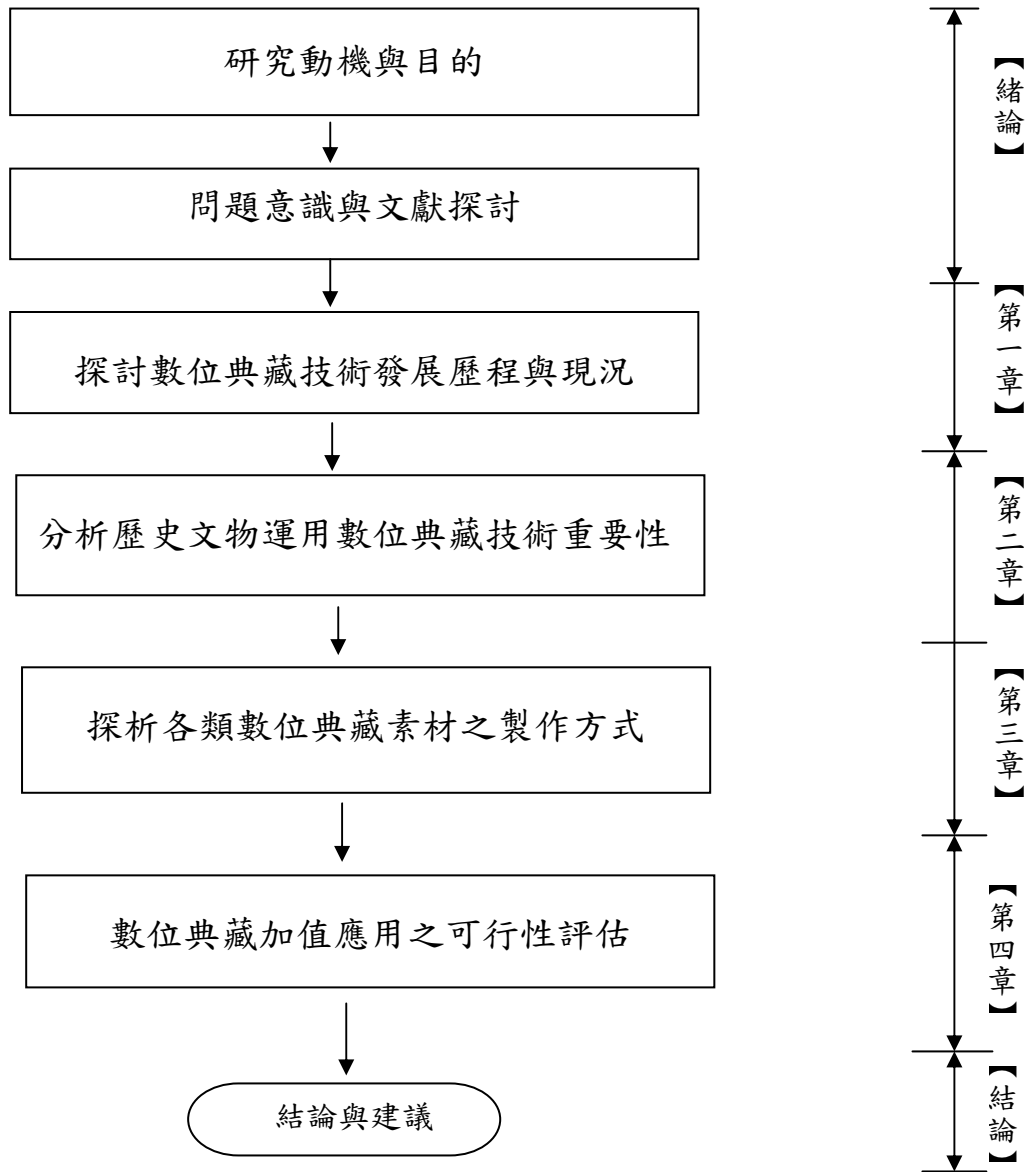 研究動機與目的
問題意識與文獻探討
探討數位典藏技術發展歷程與現況
分析歷史文物運用數位典藏技術重要性
探析各類數位典藏素材之製作方式
數位典藏加值應用之可行性評估
結論與建議
【緒論】
【第一章】
【第二章】
【第三章】
【第四章】
【結論】